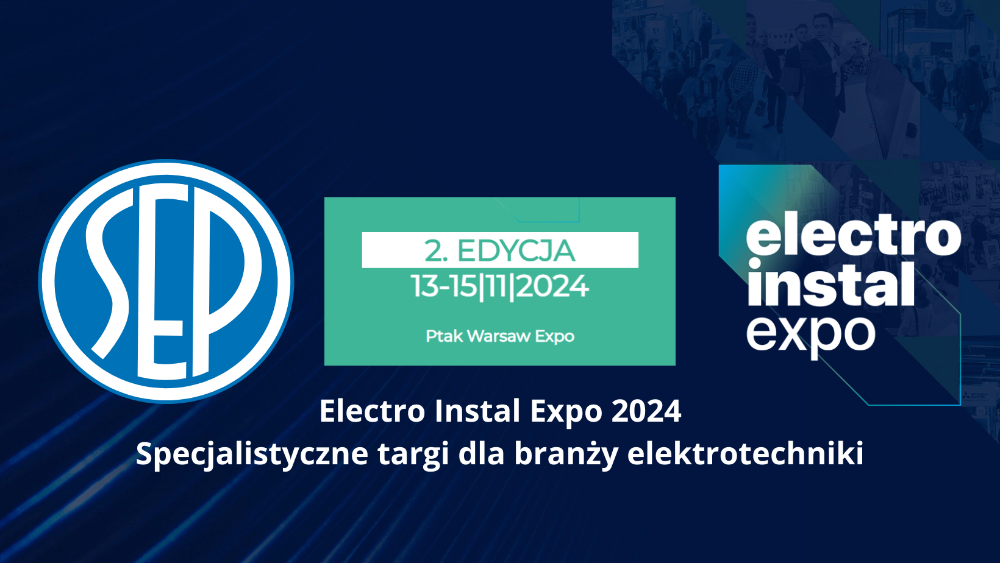 SEP
2. EDYCJA
13-15|11|2024
Ptak Warsaw Expo
electro
instal
expo
Electro Instal Expo 2024
Specjalistyczne targi dla branży elektrotechniki